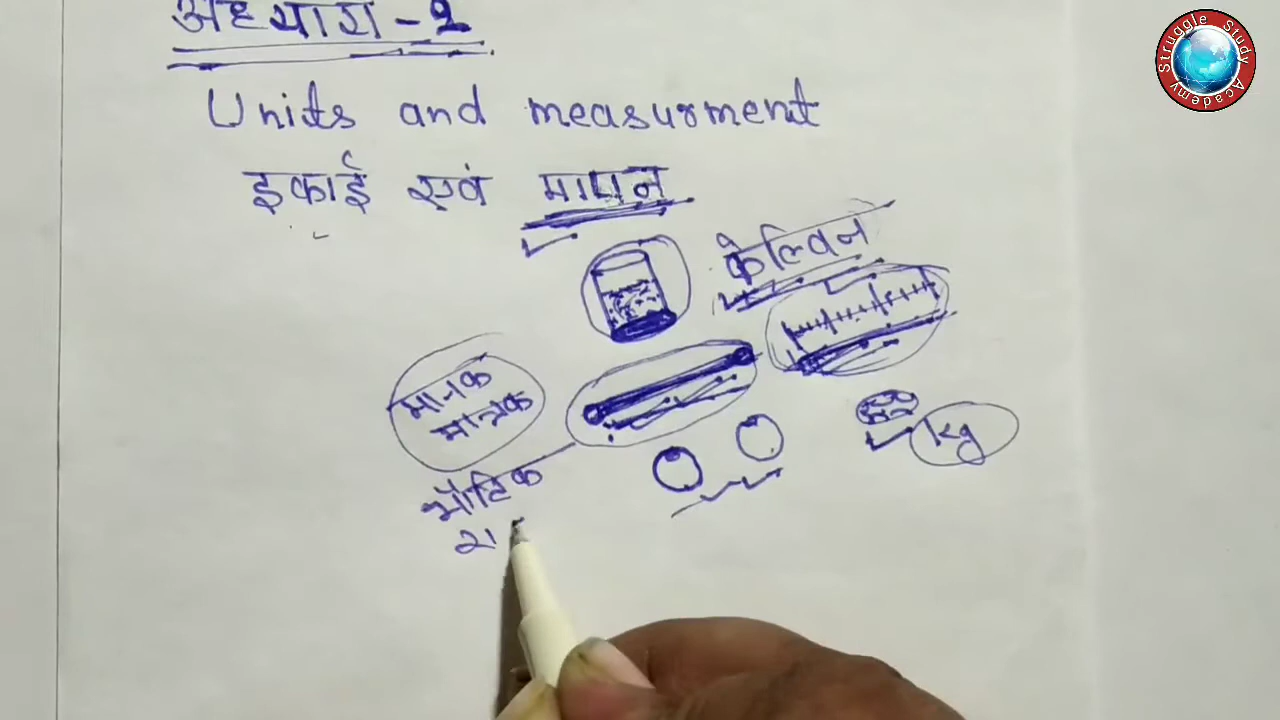 अध्याय-2
Units and measurment
इकाई एवं मापन
केल्विन
मानक
मात्रक
kg
भौतिक
रा
Struggle Study Academy